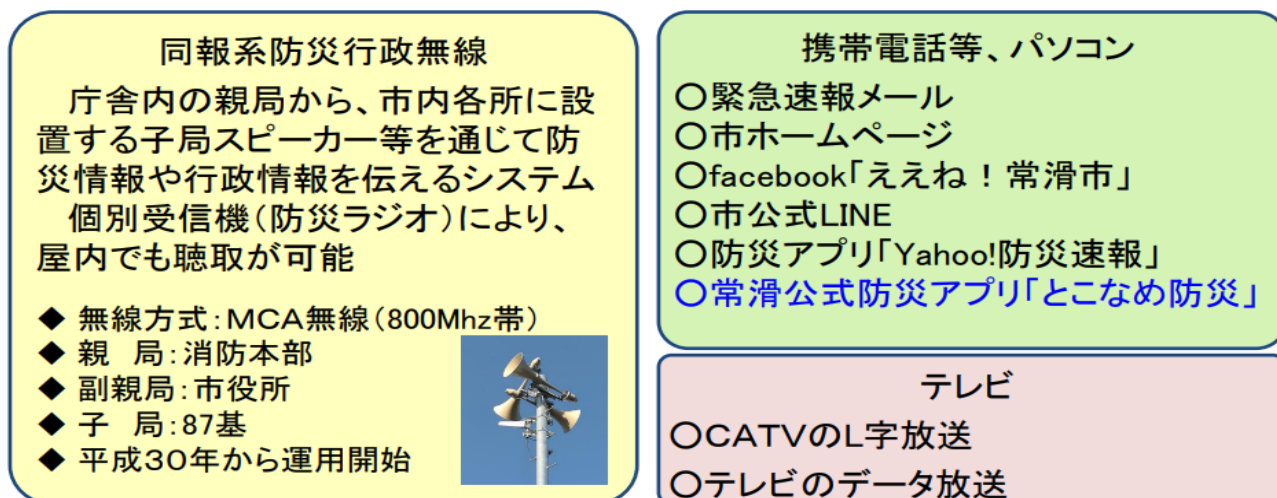 同報系防災行政無線
庁舎内の親局から、市内各所に設
置する子局スピーカー等を通じて防
災情報や行政情報を伝えるシステム
個別受信機（防災ラジオ）により、
屋内でも聴取が可能
◆ 無線方式：ＭＣＡ無線（800Mhz帯）
◆ 親　局：消防本部
◆ 副親局：市役所
◆ 子　局：87基
◆ 平成３０年から運用開始
携帯電話等、パソコン
〇緊急速報メール
〇市ホームページ
〇facebook「ええね！常滑市」
〇市公式LINE
〇防災アプリ「Yahoo!防災速報」
〇常滑公式防災アプリ「とこなめ防災」
テレビ
〇ＣＡＴＶのＬ字放送
〇テレビのデータ放送